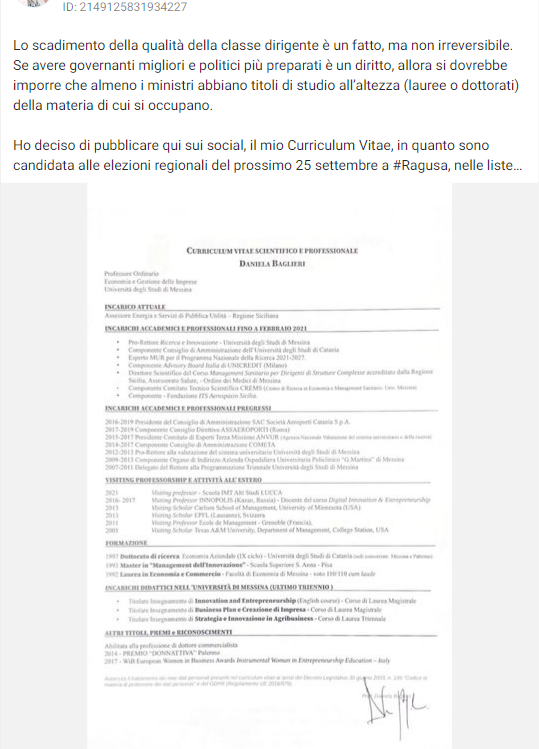 ID: 2149125831934227
Lo scadimento della qualità della classe dirigente è un fatto, ma non irreversibile.
Se avere governanti migliori e politici più preparati è un diritto, allora si dovrebbe
imporre che almeno i ministri abbiano titoli di studio all'altezza (lauree o dottorati)
della materia di cui si occupano.
Ho deciso di pubblicare qui sui social, il mio Curriculum Vitae, in quanto sono
candidata alle elezioni regionali del prossimo 25 settembre a #Ragusa, nelle liste...
CURRICULUM VITAE SCIENTIFICO E PROFESSIONALE
DANIELA BAGLIERI
Professore Ordinario
Economia e Gestione delle Imprese
Università degli Studi di Messina
INCARICO ATTUALE
Assessore Energia e Servizi di Pubblica Utilità - Regione Siciliana
INCARICHI ACCADEMICI E PROFESSIONALI FINO A FEBBRAIO 2021
• Pro-Rettore Ricerca e Innovazione - Università degli Studi di Messina
• Componente Consiglio di Amministrazione dell'Università degli Studi di Catania
• Esperto MUR per il Programma Nazionale della Ricerca 2021-2027.
• Componente Advisory Board Italia di UNICREDIT (Milano)
• Direttore Scientifico del Corso Management Sanitario per Dirigenti di Strutture Complesse accreditato dalla Regione
Sicilia, Assessorato Salute, - Ordine dei Medici di Messina
- Componente Comitato Tecnico Scientifico CREMS (Centro di Ricerca in Economia e Management Sanitario, Univ. Messina)
• Componente - Fondazione ITS Aerospazio Sicilia.
INCARICHI ACCADEMICI E PROFESSIONALI PREGRESSI
2016-2019 Presidente del Consiglio di Amministrazione SAC Società Aeroporti Catania S.p.A.
2017-2019 Componente Consiglio Direttivo ASSAEROPORTI (Roma)
2015-2017 Presidente Comitato di Esperti Terza Missione ANVUR (Agenzia Nazionale Valutazione del sistema universitario e della ricerca)
2014-2017 Componente Consiglio di Amministrazione COMETA
2012-2013 Pro-Rettore alla valutazione del sistema universitario Università degli Studi di Messina
2009-2013 Componente Organo di Indirizzo Azienda Ospedaliera Universitaria Policlinico "G.Martino" di Messina
2007-2011 Delegato del Rettore alla Programmazione Triennale Università degli Studi di Messina
VISITING PROFESSORSHIP E ATTIVITÀ ALL'ESTERO
2021 Visiting professor - Scuola IMT Alti Studi LUCCA
2016- 2017 Visiting Professor INNOPOLIS (Kazan, Russia) - Docente del corso Digital Innovation & Entrepreneurship
2013 Visiting Scholar Carlson School of Management, University of Minnesota (USA)
2013 Visiting Scholar EPFL (Lausanne), Svizzera
2011 Visiting Professor Ecole de Management - Grenoble (Francia),
Visiting Scholar Texas A&M University, Department of Management, College Station, USA
FORMAZIONE
1997 Dottorato di ricerca Economia Aziendale (IX ciclo) - Università degli Studi di Catania
Master in "Management dell'Innovazione" - Scuola Superiore S. Anna - Pisa
1992 Laurea in Economia e Commercio - Facoltà di Economia di Messina - voto 110/110 cum laude
INCARICHI DIDATTICI NELL'UNIVERSITÀ DI MESSINA (ULTIMO TRIENNIO )
• Titolare Insegnamento di Innovation and Entrepreneurship (English course) - Corso di Laurea Magistrale
• Titolare Insegnamento di Business Plan e Creazione di Impresa - Corso di Laurea Magistrale
• Titolare Insegnamento di Strategia e Innovazione in Agribusiness - Corso di Laurea Triennale
ALTRI TITOLI, PREMI e RICONOSCIMENTI
Abilitata alla professione di dottore commercialista
2014 - PREMIO "DONNATTIVA" Palermo
2017 - WiB European Women in Business Awards Instrumental Women in Entrepreneurship Education - Italy